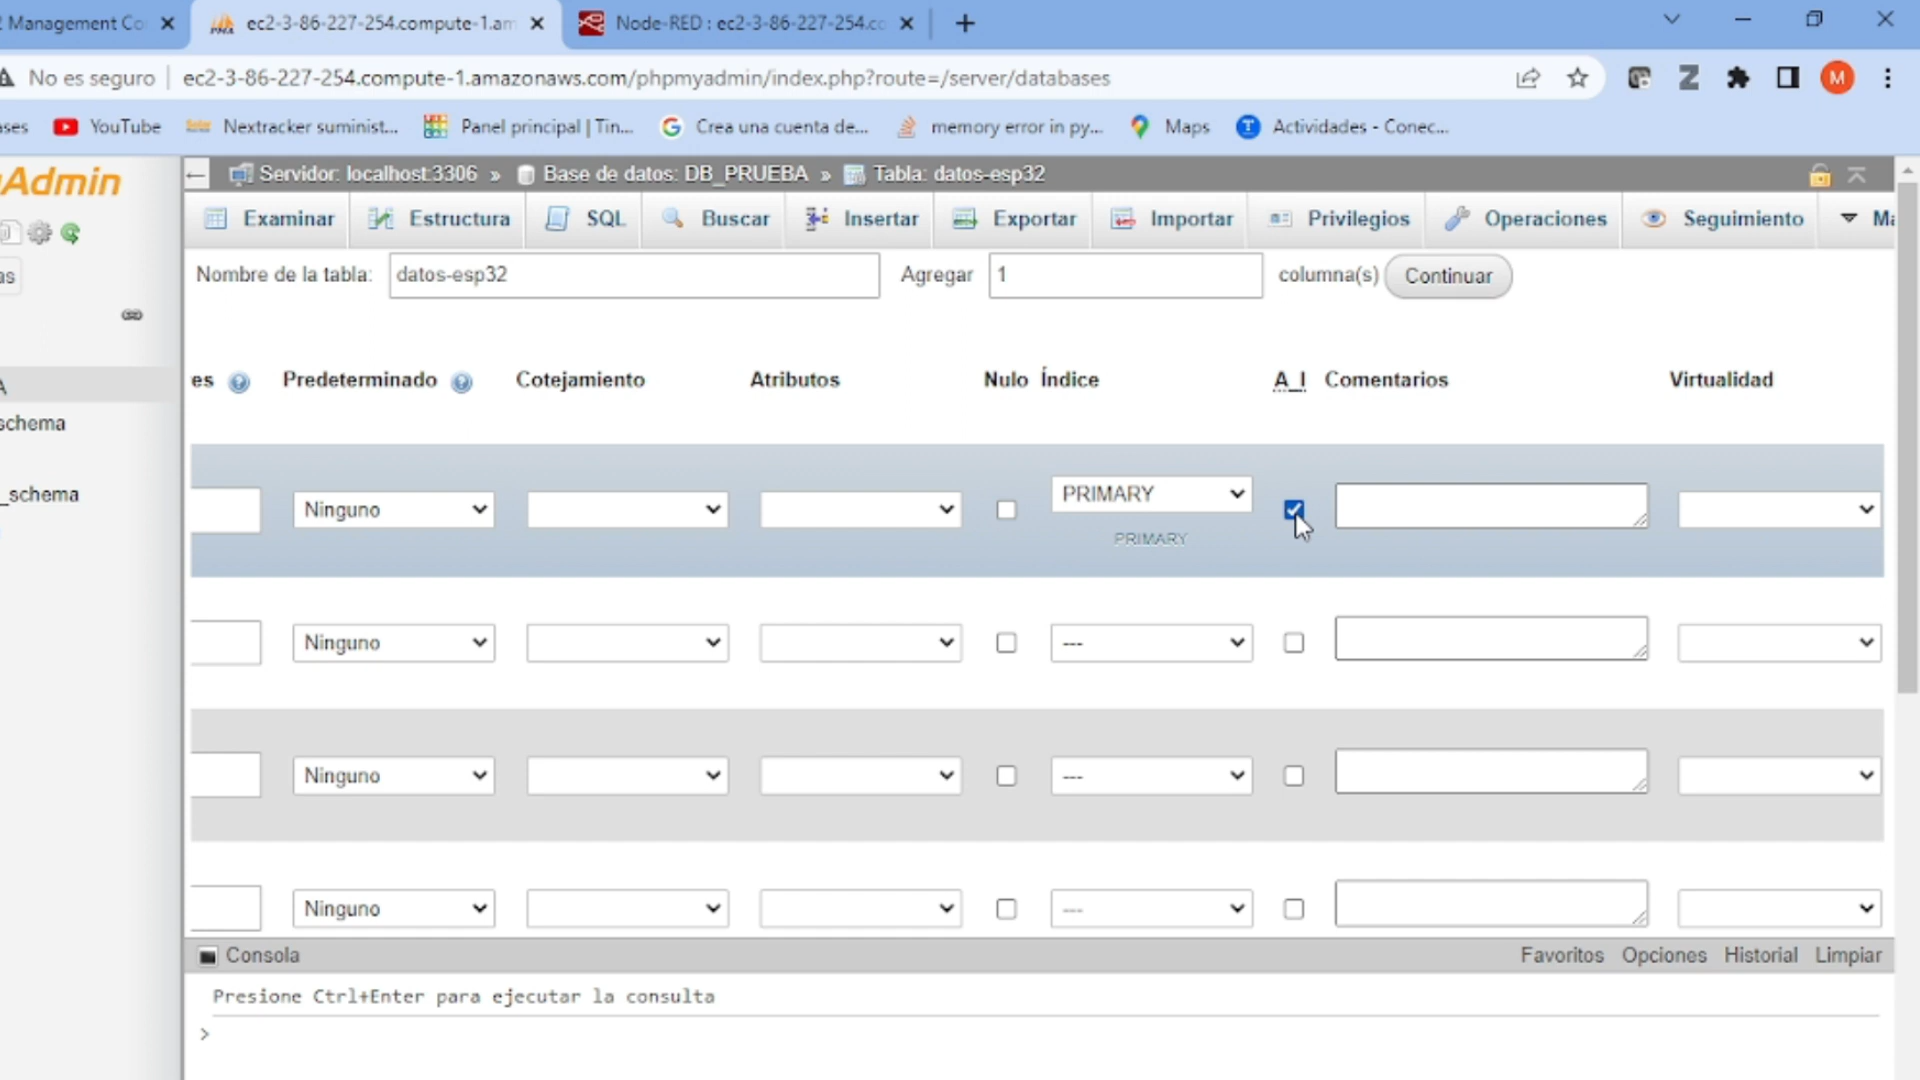 Management Co
ec2-3-86-227-254.compute-1.am
Node-RED : ec2-3-86-227-254.cc
No es seguro
ec2-3-86-227-254.compute-1.amazonaws.com/phpmyadmin/index.php?route=/server/databases
M
ases
YouTube
Nextracker suminist...
Panel principal | Tin...
Crea una cuenta de...
memory error in py...
Maps
Actividades - Conec...
Admin
Servidor: localhost:3306 » Base de datos: DB_PRUEBA » Tabla: datos-esp32
Examinar
Estructura
SQL
Buscar
Insertar
Exportar
Importar
Privilegios
Operaciones
Seguimiento
Má
as
Nombre de la tabla: datos-esp32 Agregar 1 columna(s) Continuar
es Predeterminado Cotejamiento Atributos Nulo Índice A_I Comentarios Virtualidad
A
schema
_schema
Ninguno PRIMARY
PRIMARY
Ninguno ---
Ninguno ---
Ninguno ---
Consola Favoritos Opciones Historial Limpiar
Presione Ctrl+Enter para ejecutar la consulta
>